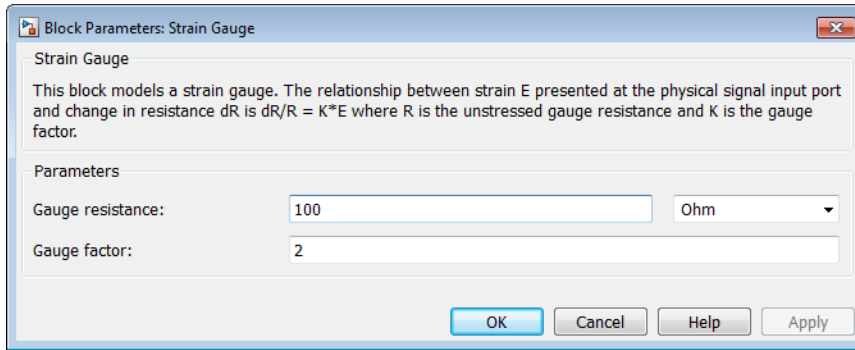 Block Parameters: Strain Gauge
Strain Gauge
This block models a strain gauge. The relationship between strain E presented at the physical signal input port
and change in resistance dR is dR/R = K*E where R is the unstressed gauge resistance and K is the gauge
factor.
Parameters
Gauge resistance: 100 Ohm
Gauge factor: 2
OK Cancel Help Apply